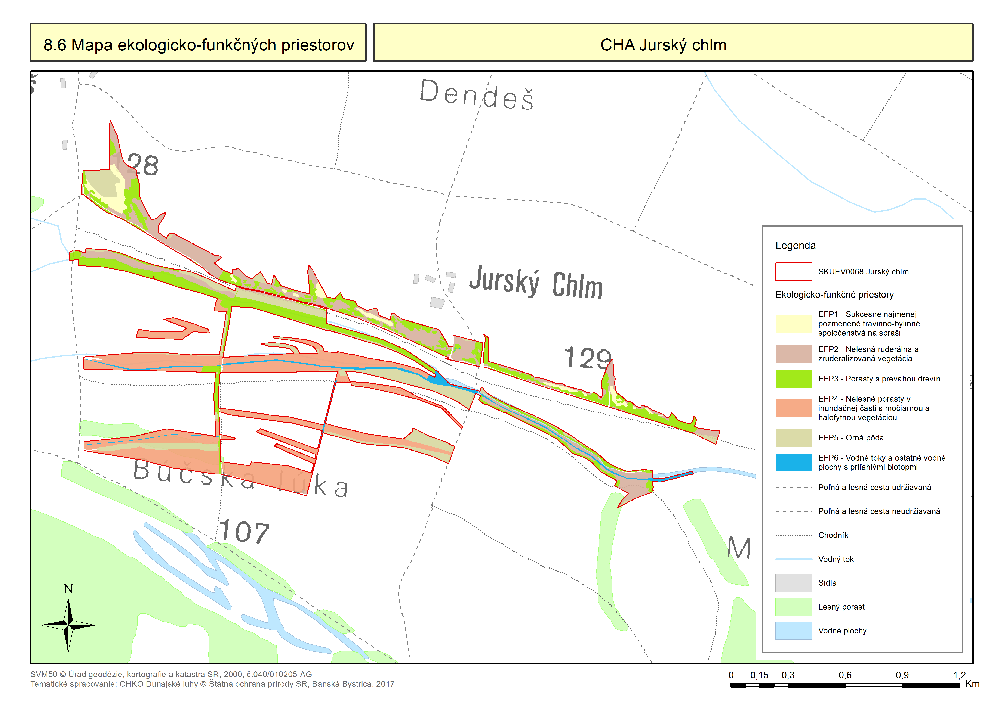 8.6 Mapa ekologicko-funkčných priestorov
CHA Jurský chlm
Dendeš
128
Jurský Chlm
129
Búčska lúka
107
M
N
Legenda
SKUEV0068 Jurský chlm
Ekologicko-funkčné priestory
EFP1 - Sukcesne najmenej
pozmenené travinno-bylinné
spoločenstvá na spraši
EFP2 - Nelesná ruderálna a
zruderalizovaná vegetácia
EFP3 - Porasty s prevahou drevín
EFP4 - Nelesné porasty v
inundačnej časti s močiarnou a
halofytnou vegetáciou
EFP5 - Orná pôda
EFP6 - Vodné toky a ostatné vodné
plochy s priľahlými biotopmi
Poľná a lesná cesta udržiavaná
Poľná a lesná cesta neudržiavaná
Chodník
Vodný tok
Sídla
Lesný porast
Vodné plochy
SVM50 © Úrad geodézie, kartografie a katastra SR, 2000, č.040/010205-AG
Tematické spracovanie: CHKO Dunajské luhy © Štátna ochrana prírody SR, Banská Bystrica, 2017
0 0,15 0,3 0,6 0,9 1,2
Km